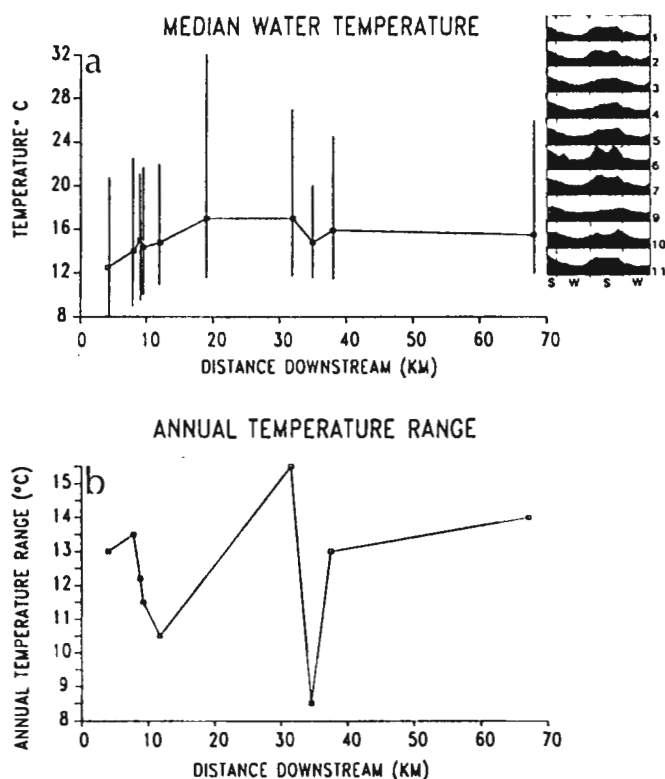 MEDIAN WATER TEMPERATURE
a
TEMPERATURE° C
32
28
24
20
16
12
8
0 10 20 30 40 50 60 70
DISTANCE DOWNSTREAM (KM)
1
2
3
4
5
6
7
9
10
11
S W S W
ANNUAL TEMPERATURE RANGE
b
ANNUAL TEMPERATURE RANGE (°C)
15
14
13
12
11
10
9
8
0 10 20 30 40 50 60 70
DISTANCE DOWNSTREAM (KM)